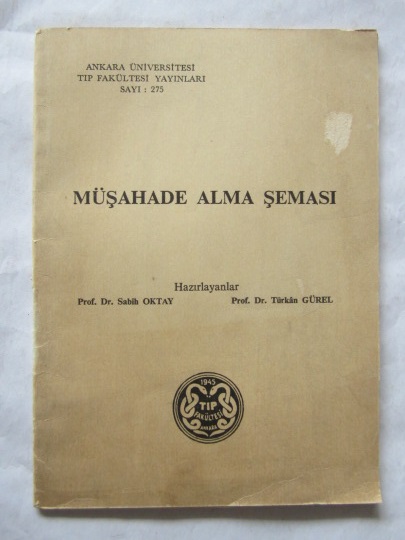 ANKARA ÜNİVERSİTESİ
TIP FAKÜLTESİ YAYINLARI
SAYI : 275
MÜŞAHADE ALMA ŞEMASI
Hazırlayanlar
Prof. Dr. Sabih OKTAY Prof. Dr. Türkân GÜREL
1945
TIP
FAKÜLTESİ
ANKARA